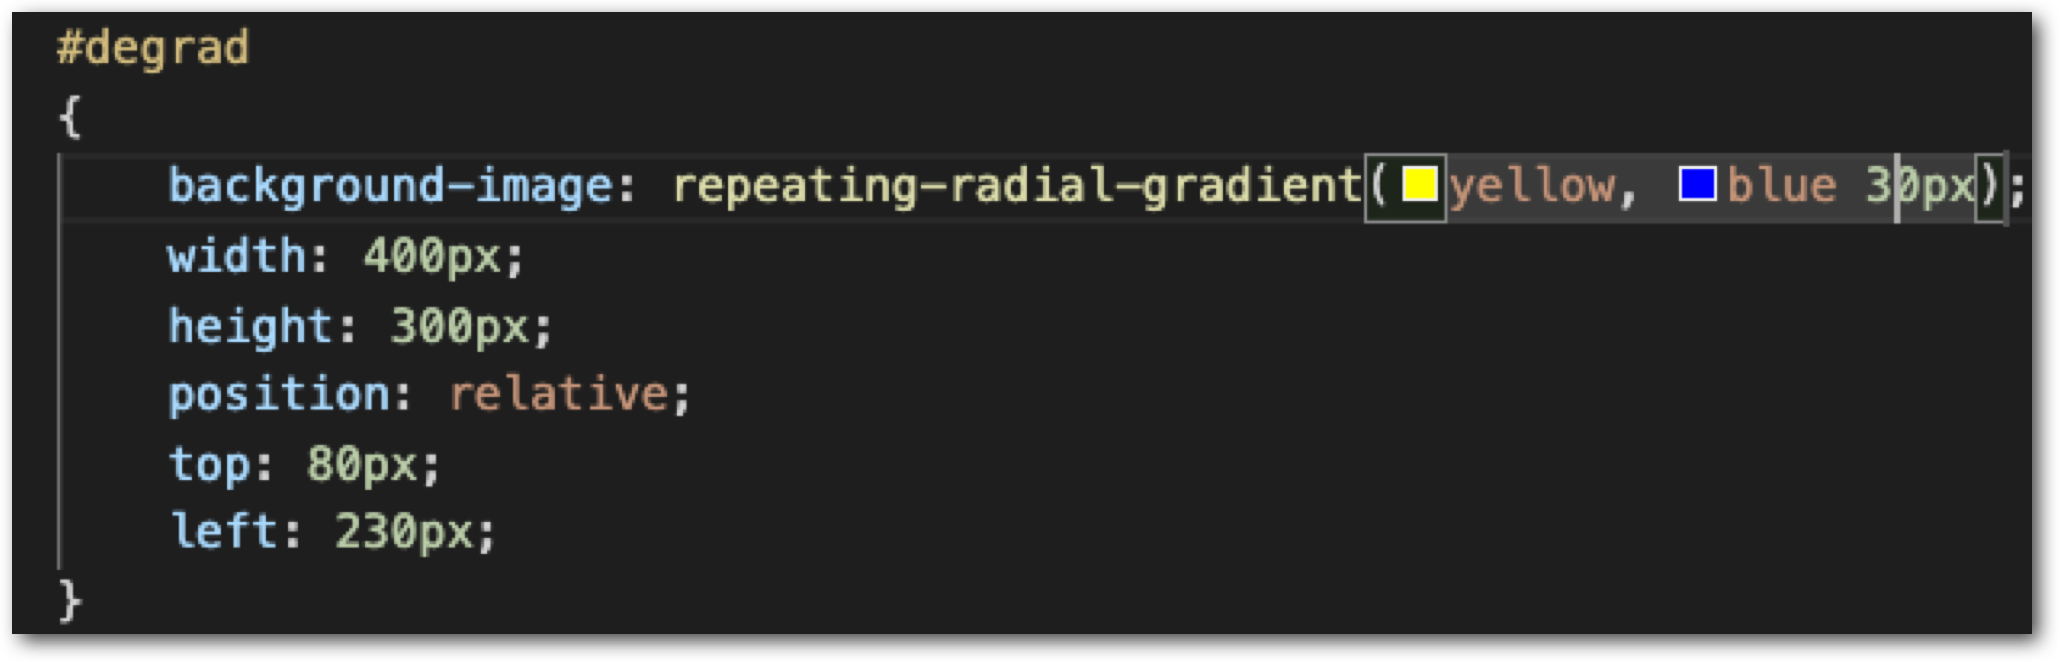 #degrad
{
background-image: repeating-radial-gradient(yellow, blue 30px);
width: 400px;
height: 300px;
position: relative;
top: 80px;
left: 230px;
}